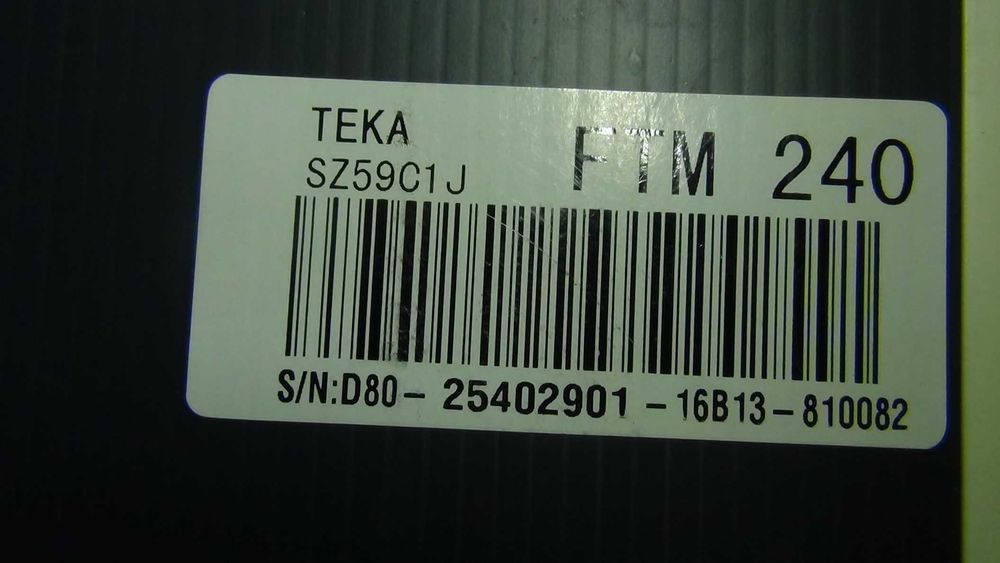 TEKA FTM 240
SZ59C1J
S/N:D80- 25402901 -16B13-810082